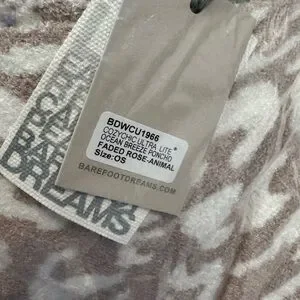 BDWCU1966
COZYCHIC ULTRA LITE®
OCEAN BREEZE PONCHO
FADED ROSE-ANIMAL
Size:OS
BAREFOOTDREAMS.COM
DREAMS